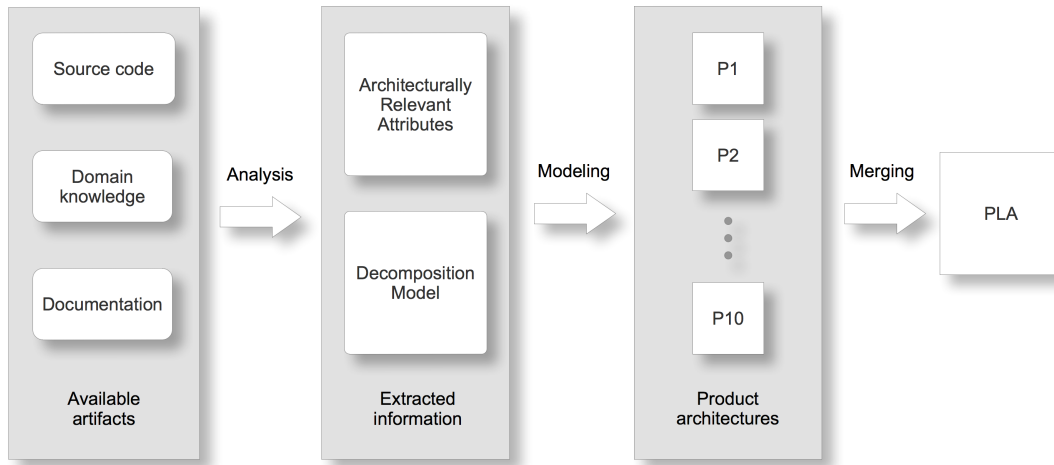 Source code
Domain
knowledge
Documentation
Available
artifacts
Analysis
Architecturally
Relevant
Attributes
Decomposition
Model
Extracted
information
Modeling
P1
P2
P10
Product
architectures
Merging
PLA